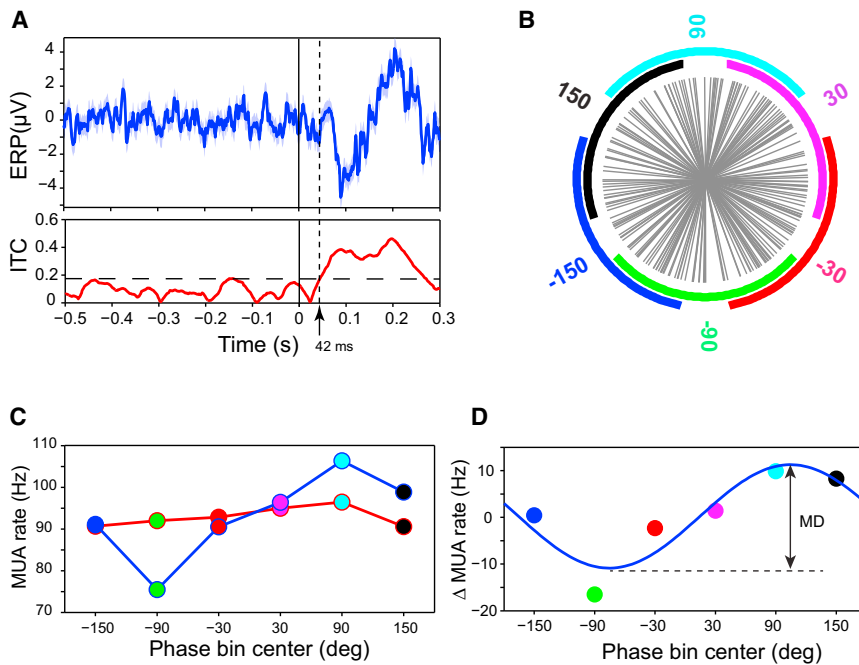 A
4
2
0
−2
−4
ERP(µV)
0.6
0.4
0.2
0
ITC
−0.5 −0.4 −0.3 −0.2 −0.1 0 0.1 0.2 0.3
Time (s)
42 ms
B
90
30
-30
-90
-150
150
C
110
100
90
80
70
60
MUA rate (Hz)
−150 −90 −30 30 90 150
Phase bin center (deg)
D
10
0
−10
−20
Δ MUA rate (Hz)
MD
−150 −90 −30 30 90 150
Phase bin center (deg)